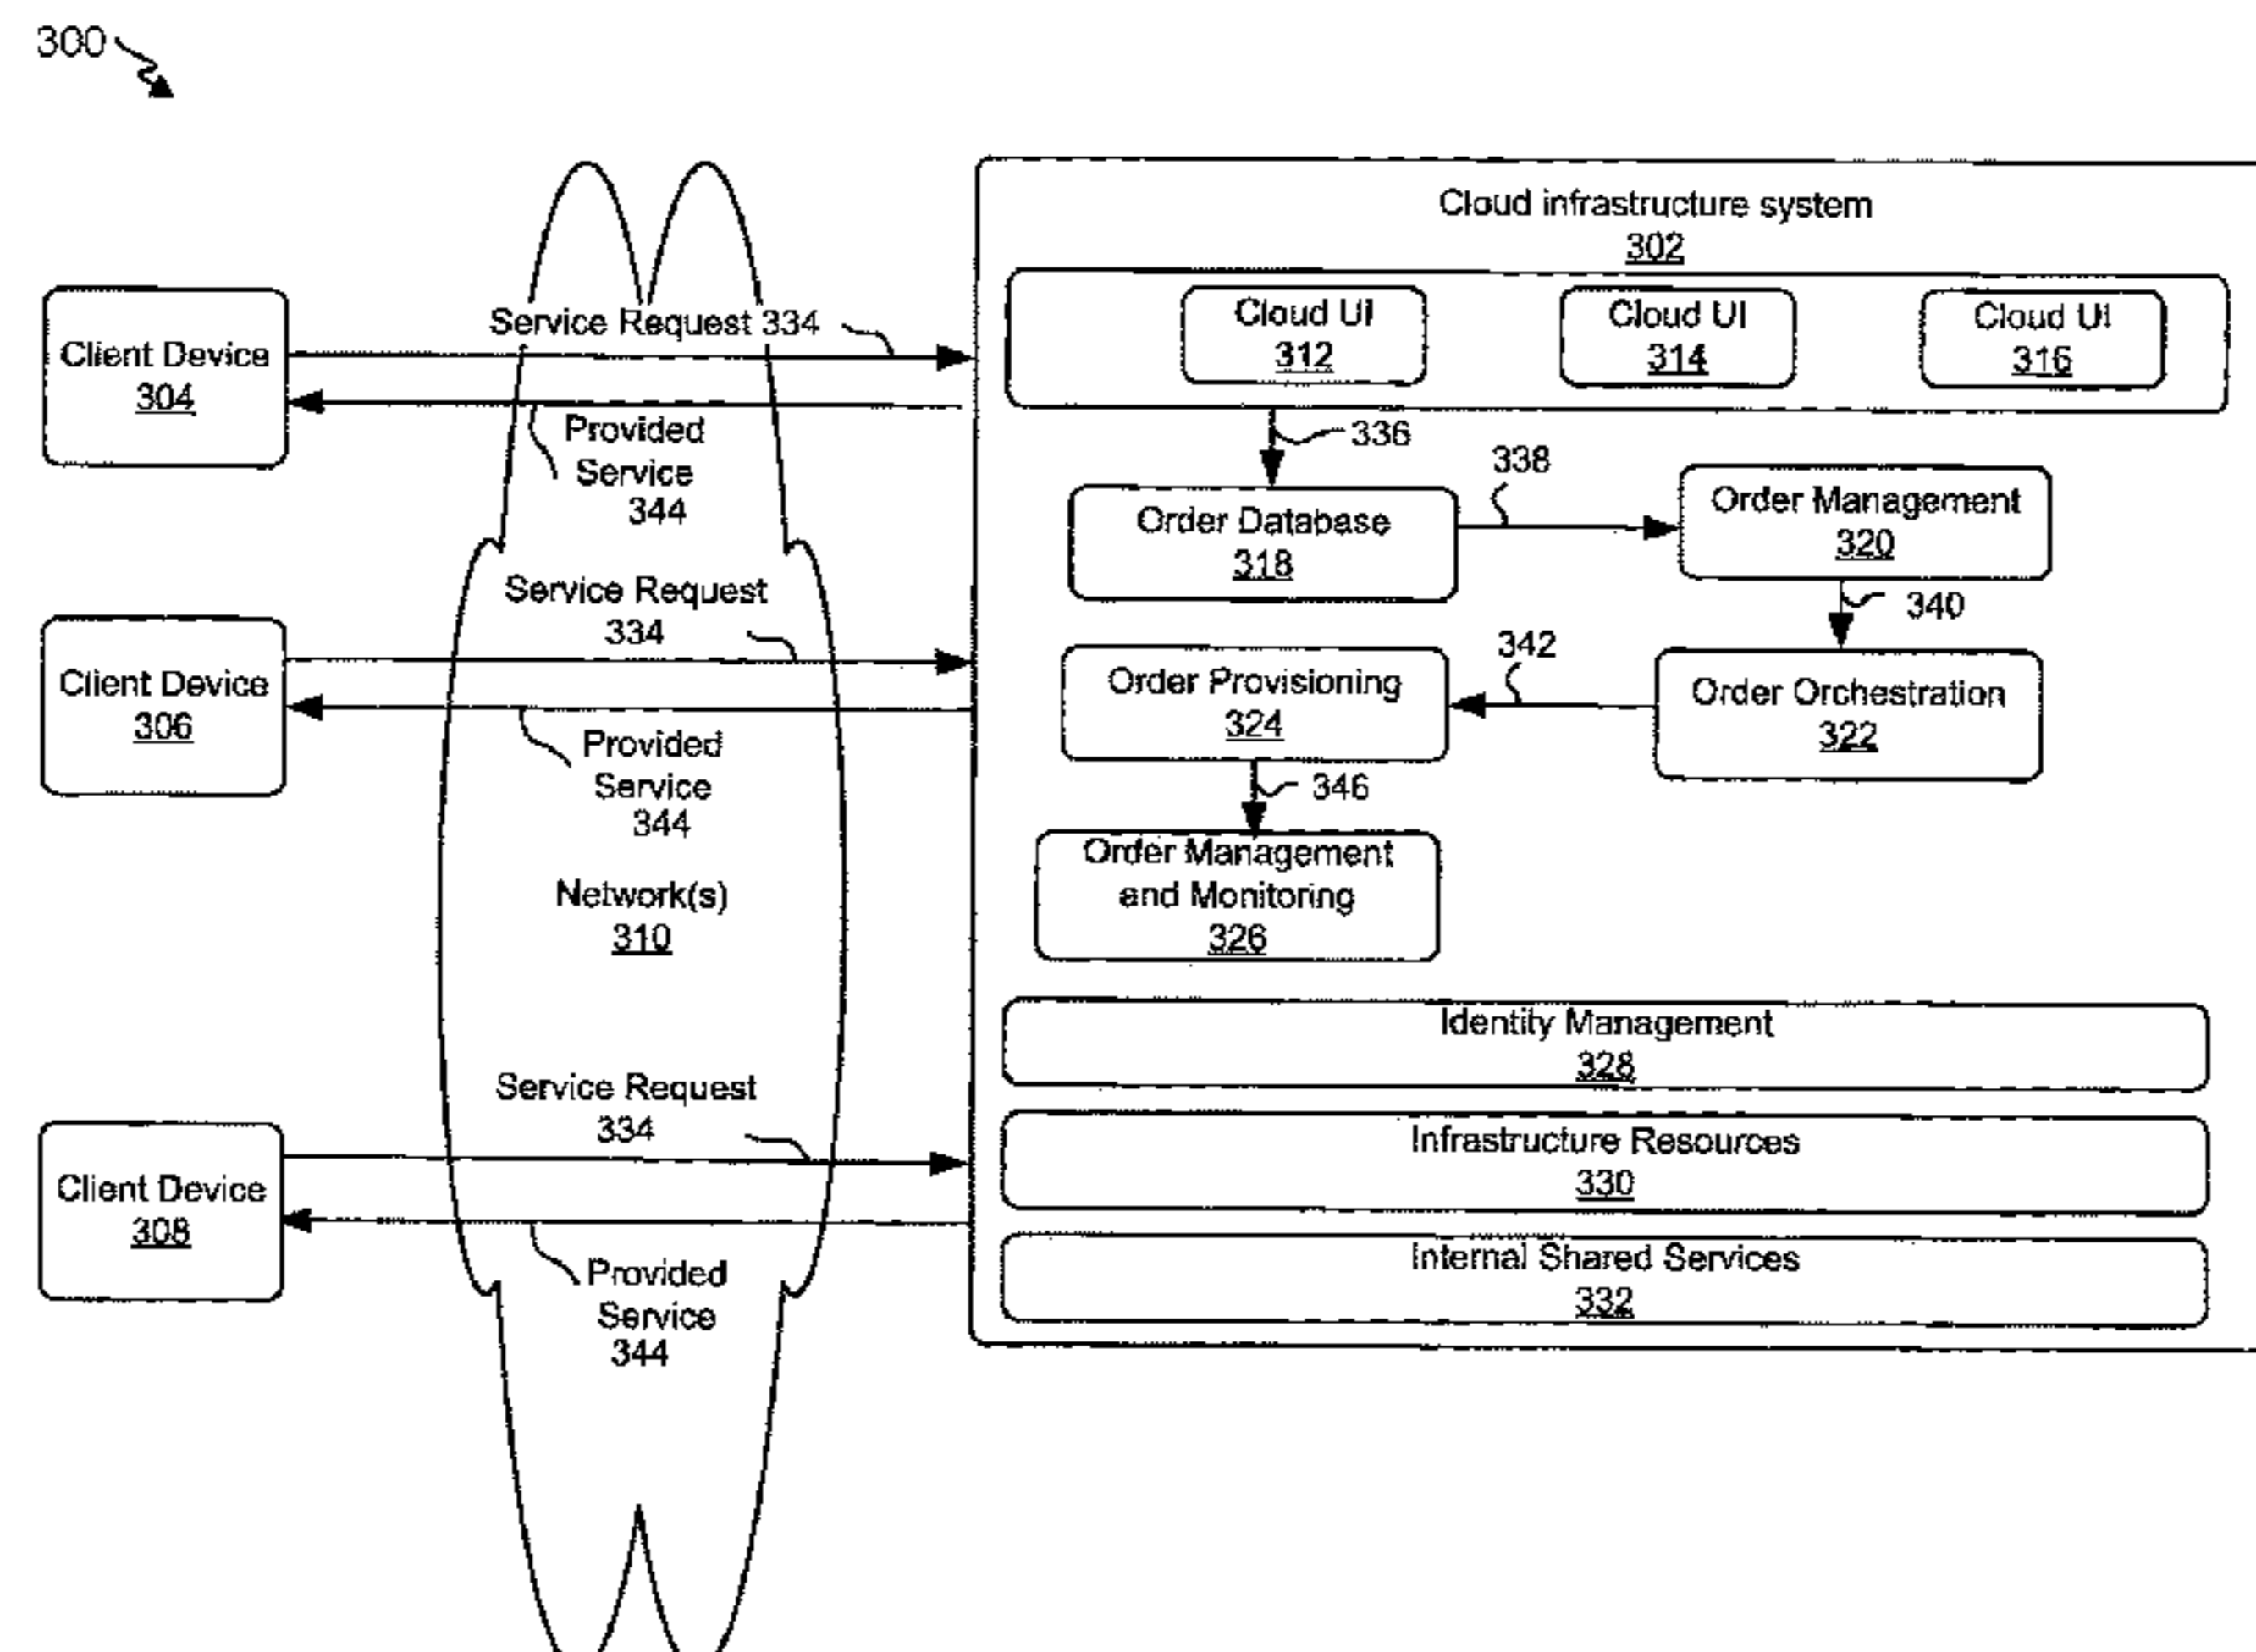 300
Cloud infrastructure system
302
Cloud UI
312
Cloud UI
314
Cloud UI
316
Client Device
304
Service Request 334
Provided
Service
344
336
338
Order Database
318
Order Management
320
340
Client Device
306
Service Request
334
Provided
Service
344
342
Order Provisioning
324
Order Orchestration
322
346
Order Management
and Monitoring
326
Network(s)
310
Identity Management
328
Infrastructure Resources
330
Internal Shared Services
332
Client Device
308
Service Request
334
Provided
Service
344